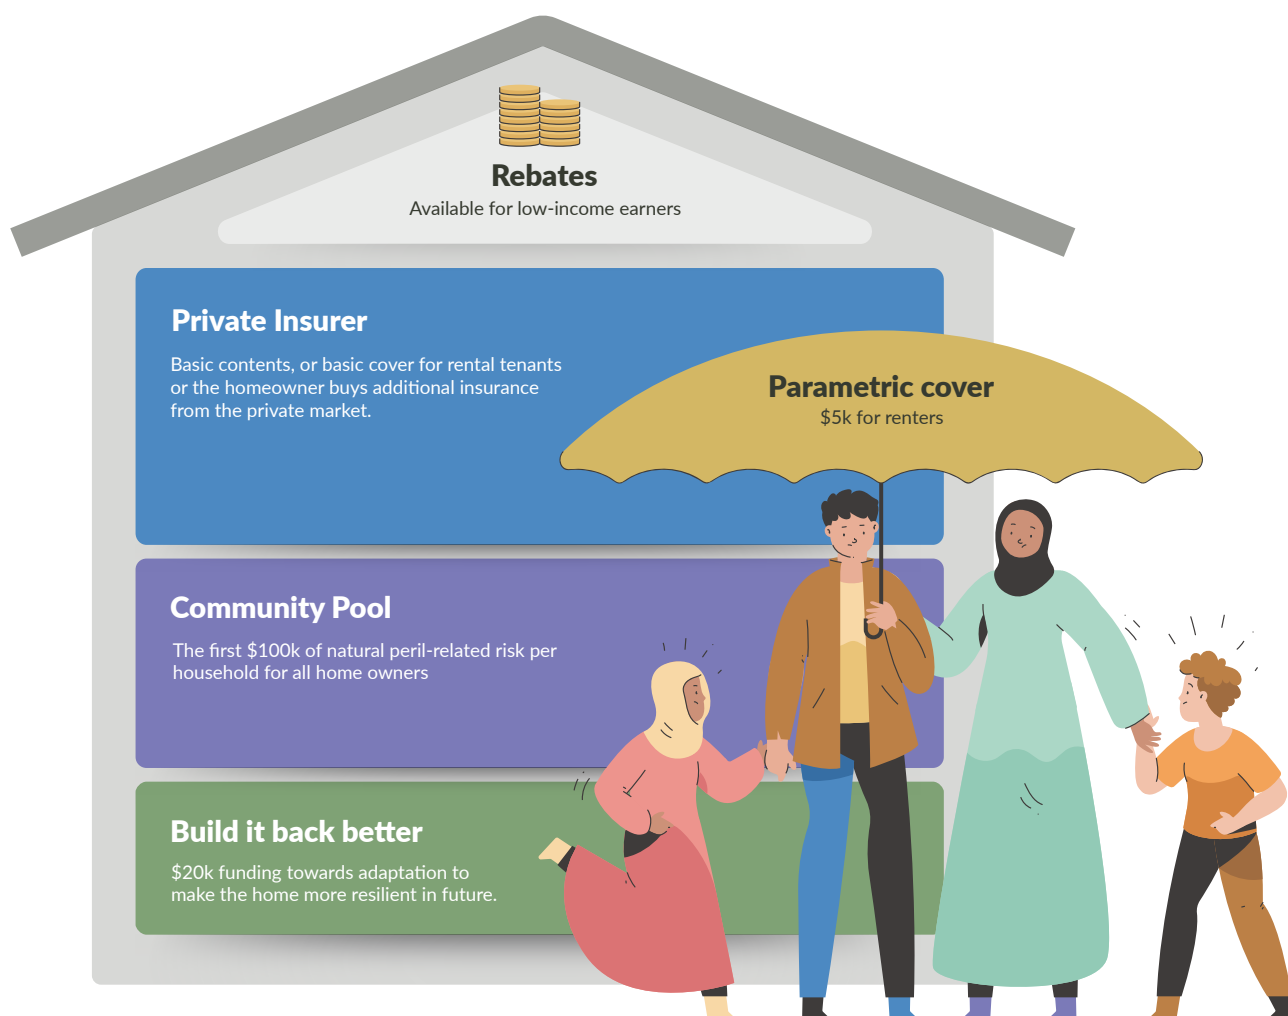 Rebates
Available for low-income earners
Private Insurer
Basic contents, or basic cover for rental tenants
or the homeowner buys additional insurance
from the private market.
Parametric cover
$5k for renters
Community Pool
The first $100k of natural peril-related risk per
household for all home owners
Build it back better
$20k funding towards adaptation to
make the home more resilient in future.